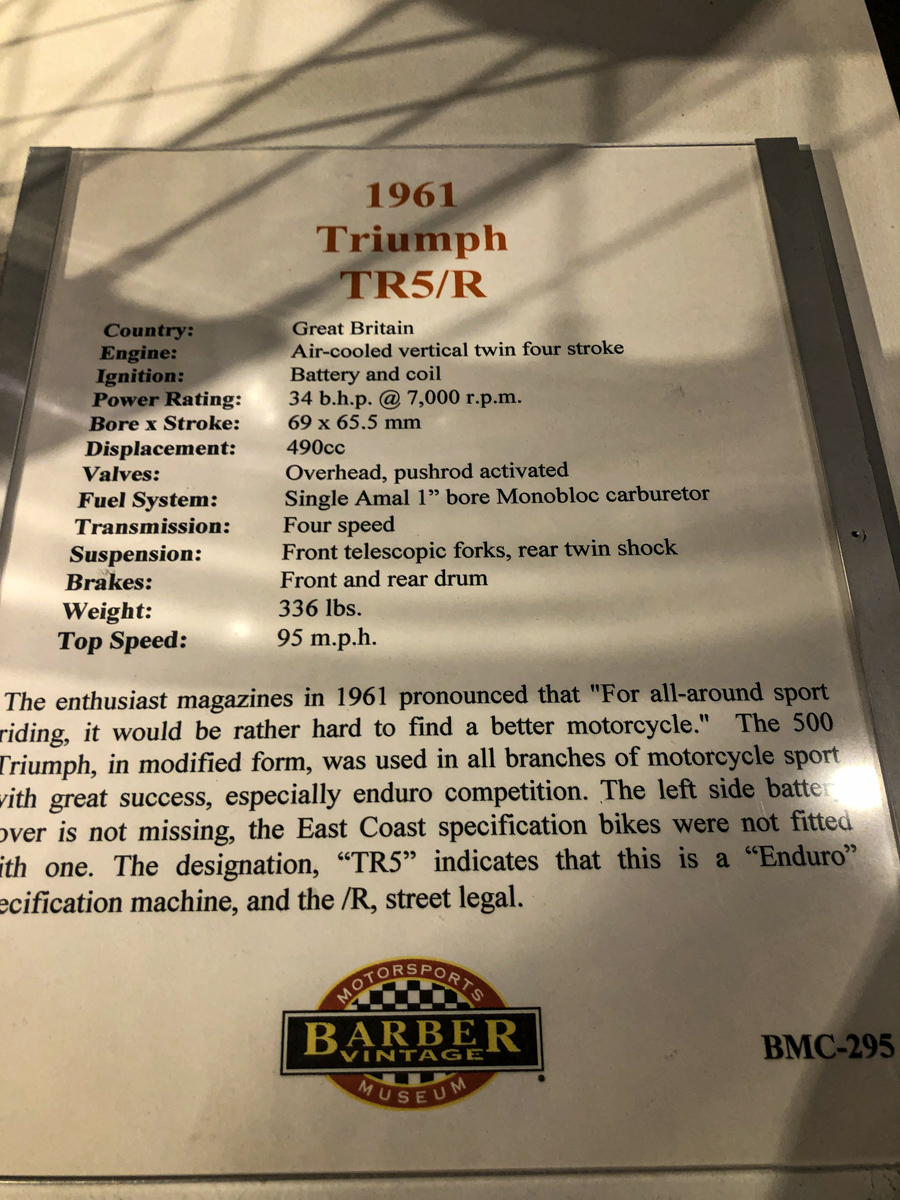 1961
Triumph
TR5/R
Country: Great Britain
Engine: Air-cooled vertical twin four stroke
Ignition: Battery and coil
Power Rating: 34 b.h.p. @ 7,000 r.p.m.
Bore x Stroke: 69 x 65.5 mm
Displacement: 490cc
Valves: Overhead, pushrod activated
Fuel System: Single Amal 1” bore Monobloc carburetor
Transmission: Four speed
Suspension: Front telescopic forks, rear twin shock
Brakes: Front and rear drum
Weight: 336 lbs.
Top Speed: 95 m.p.h.
The enthusiast magazines in 1961 pronounced that "For all-around sport
riding, it would be rather hard to find a better motorcycle." The 500
Triumph, in modified form, was used in all branches of motorcycle sport
with great success, especially enduro competition. The left side batter
over is not missing, the East Coast specification bikes were not fitted
ith one. The designation, “TR5” indicates that this is a “Enduro”
ecification machine, and the /R, street legal.
MOTORSPORTS
BARBER
VINTAGE
MUSEUM
BMC-295